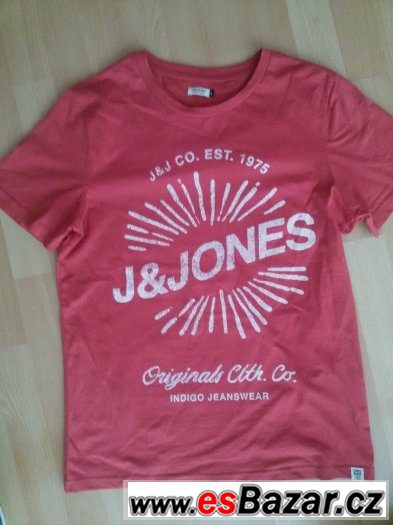 J&J CO. EST. 1975
J&JONES
Originals Clth. Co.
INDIGO JEANSWEAR
www.esBazar.cz